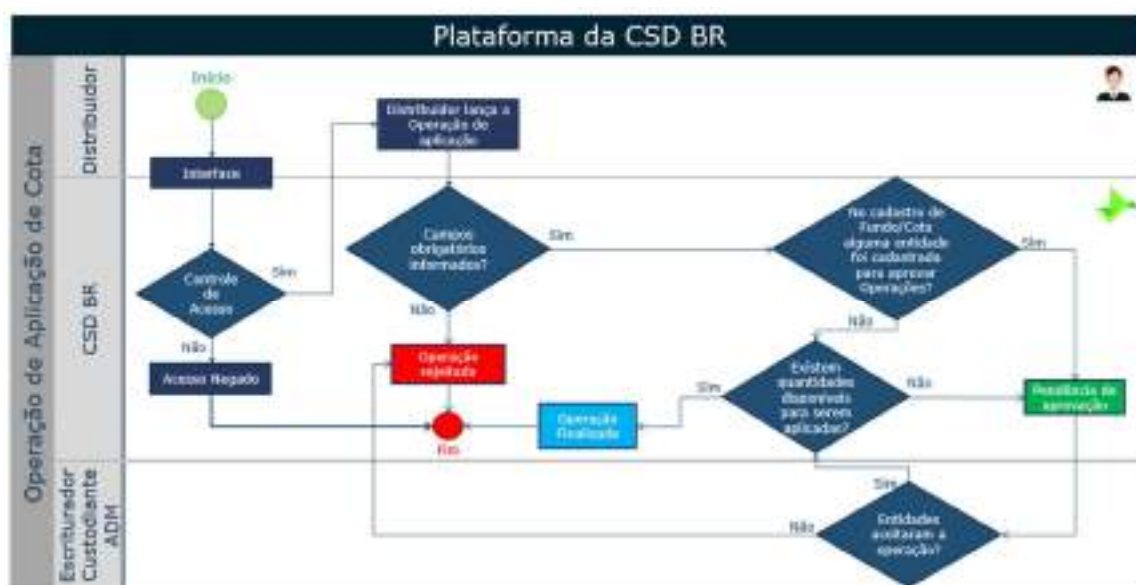 Plataforma da CSD BR
Operação de Aplicação de Cota
Distribuidor
Início
Interface
Distribuidor lança a
Operação de
aplicação
CSD BR
Controle
de
Acesso
Sim
Não
Acesso Negado
Campos
obrigatórios
informados?
Sim
Não
Operação
rejeitada
Fim
Operação
Finalizada
No cadastro de
Fundo/Cota
alguma entidade
foi cadastrada
para aprovar
Operações?
Sim
Não
Existem
quantidades
disponíveis
para serem
aplicadas?
Sim
Não
Pendência de
aprovação
Escriturador
Custodiante
ADM
Sim
Entidades
aceitaram a
operação?
Não